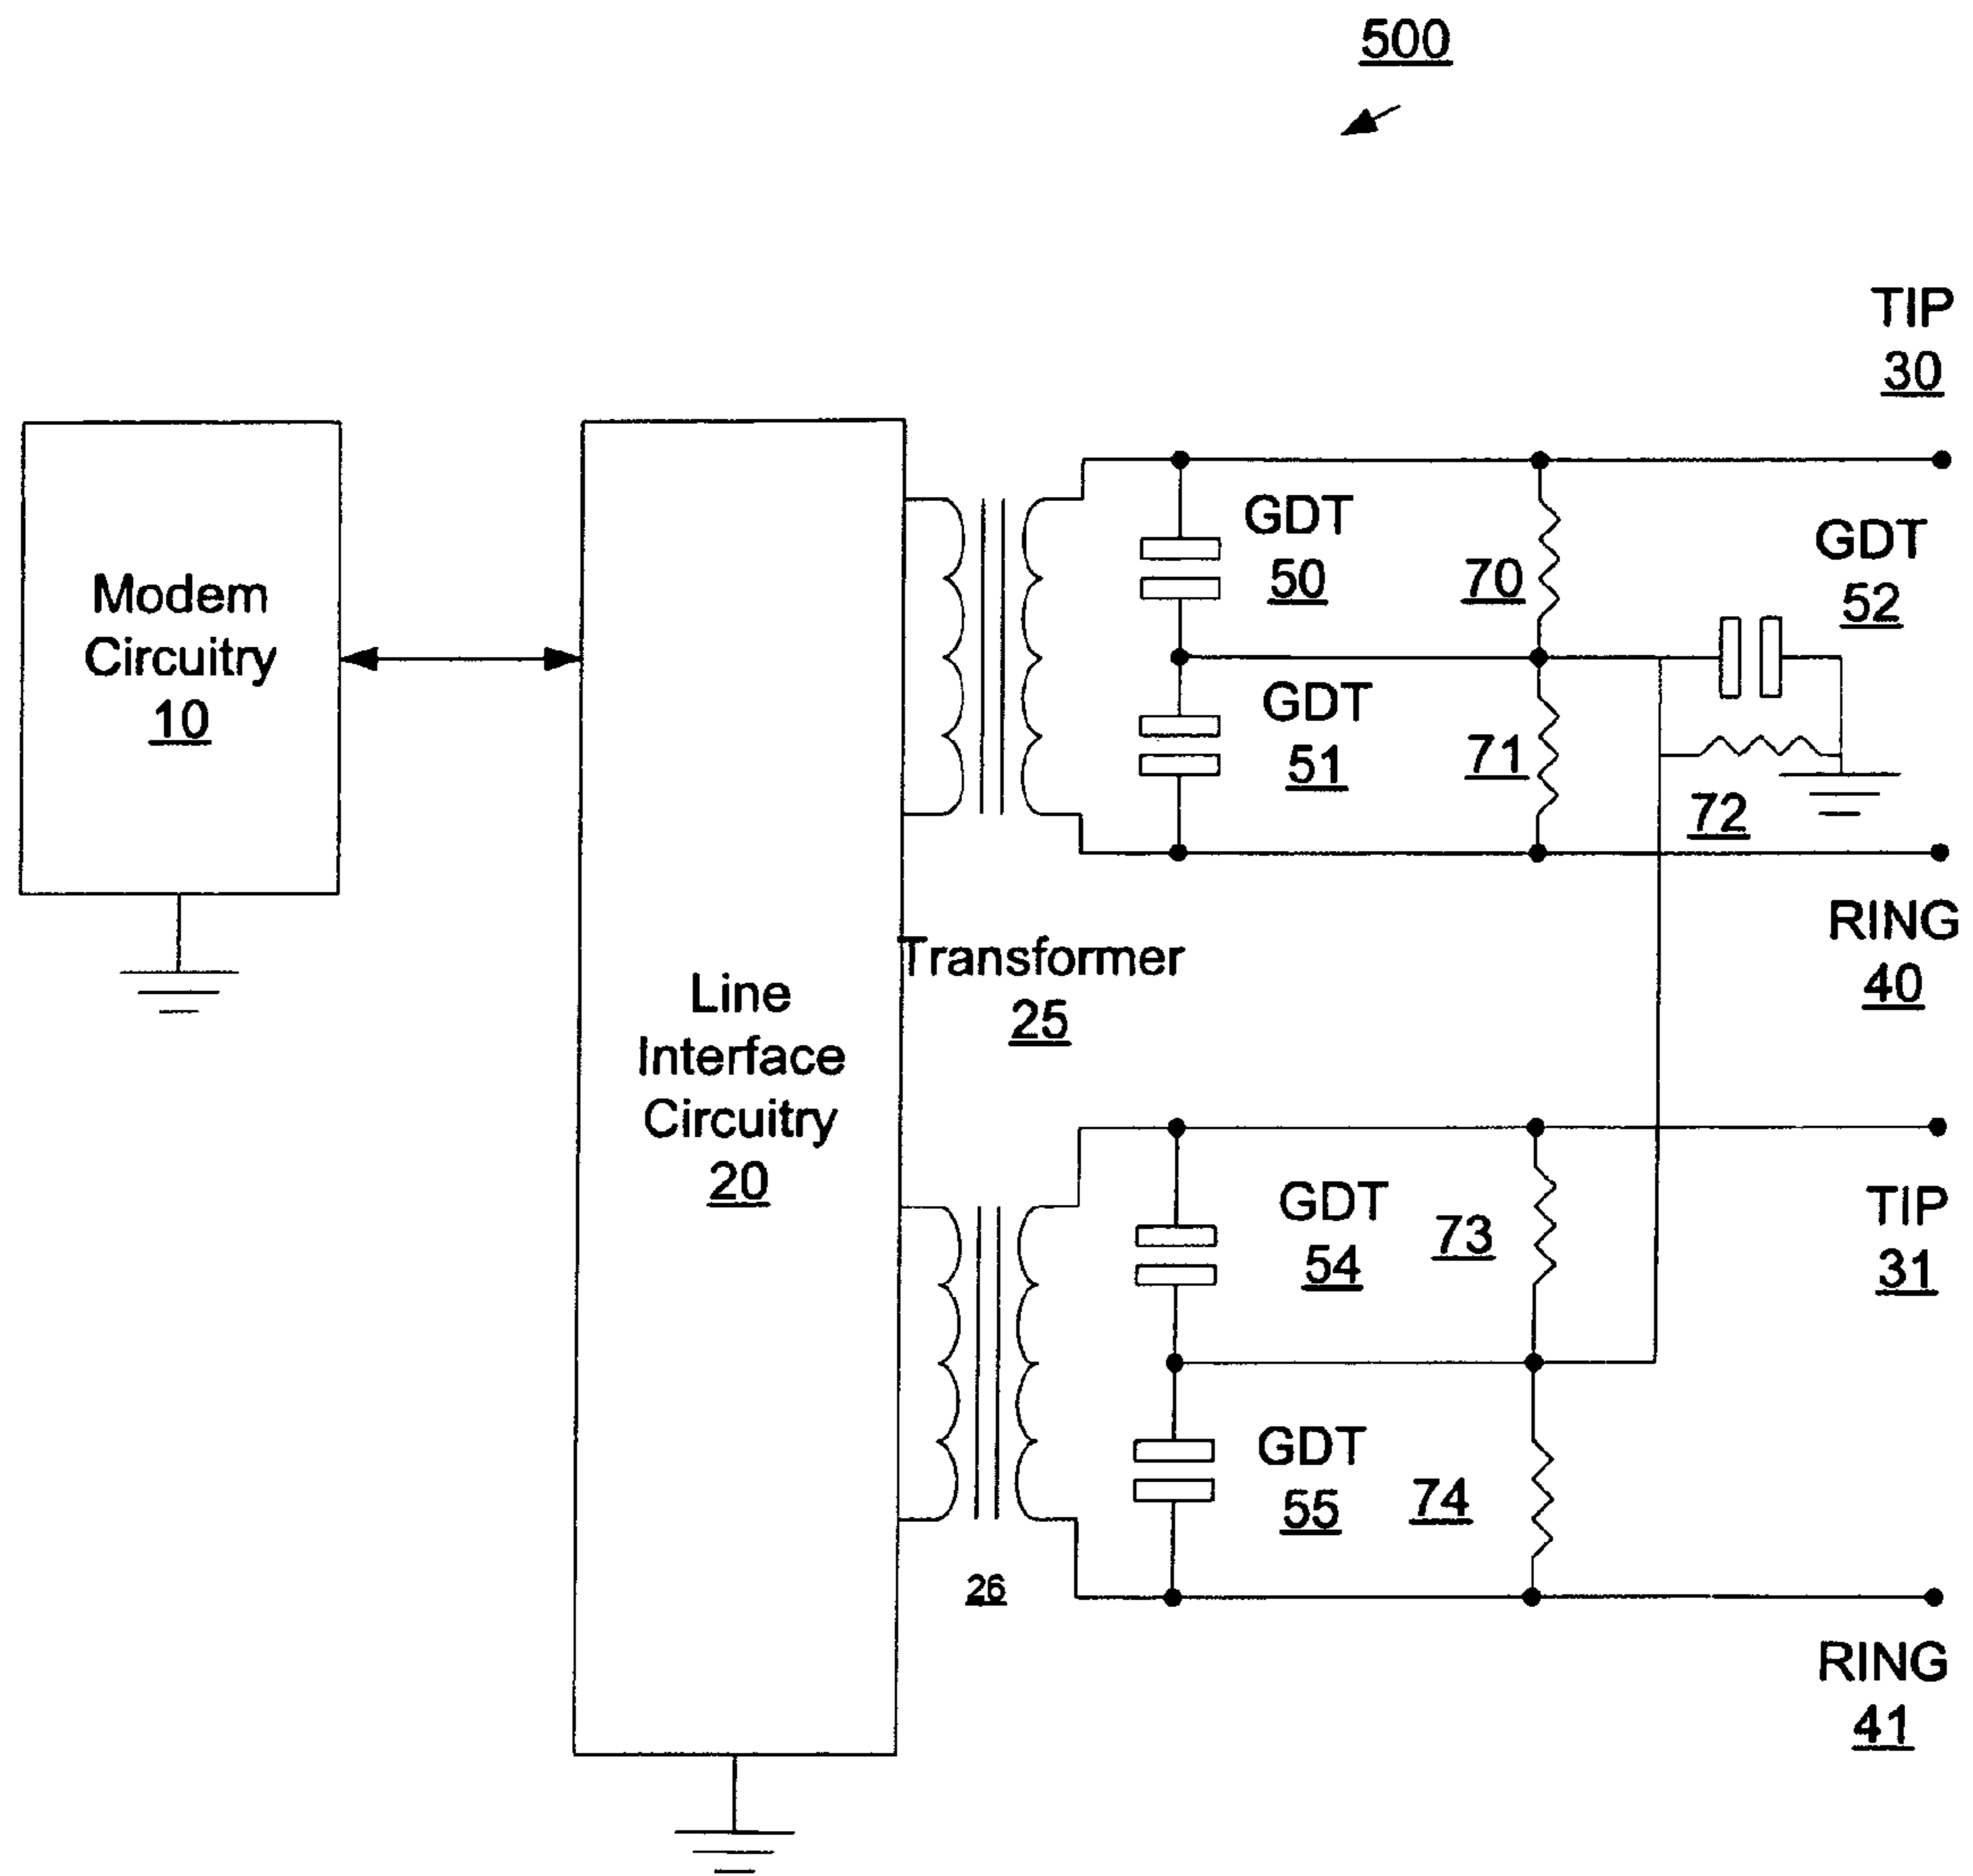 500
TIP
30
GDT
50
70
GDT
52
Modem
Circuitry
10
GDT
51
71
72
RING
40
Transformer
25
Line
Interface
Circuitry
20
GDT
54
73
TIP
31
GDT
55
74
26
RING
41